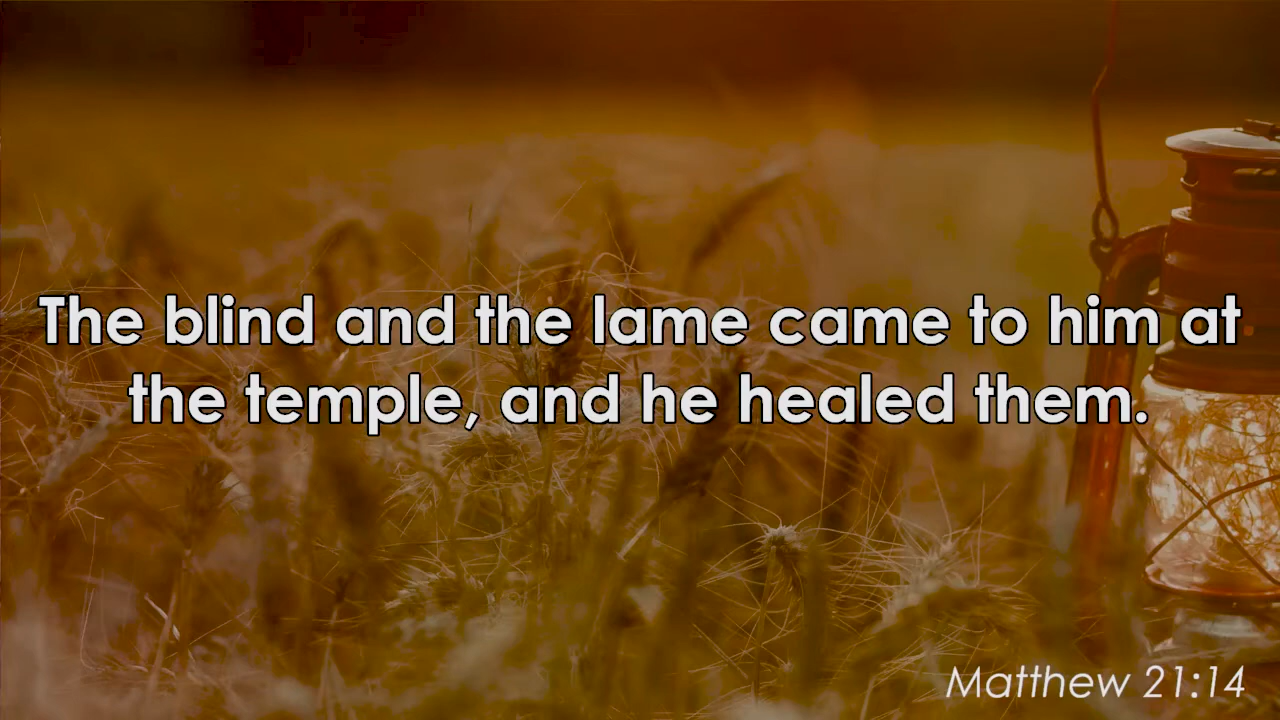 The blind and the lame came to him at
the temple, and he healed them.
Matthew 21:14